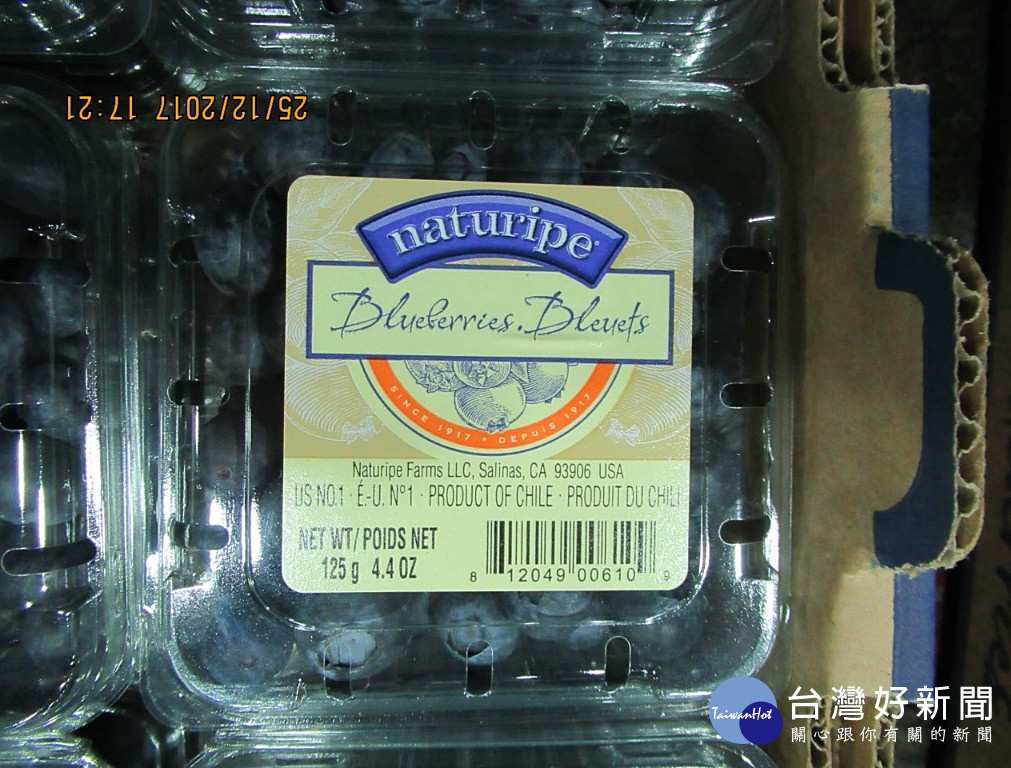 25/12/2017 17:21
naturipe®
Blueberries. Bleuets
SINCE 1917 • DEPUIS 1917
Naturipe Farms LLC, Salinas, CA 93906 USA
US NO.1 · É-U. N°1 · PRODUCT OF CHILE · PRODUIT DU CHILI
NET WT/ POIDS NET
125 g 4.4 OZ
8 12049 00610 9
TaiwanHot
台灣好新聞
關心跟你有關的新聞